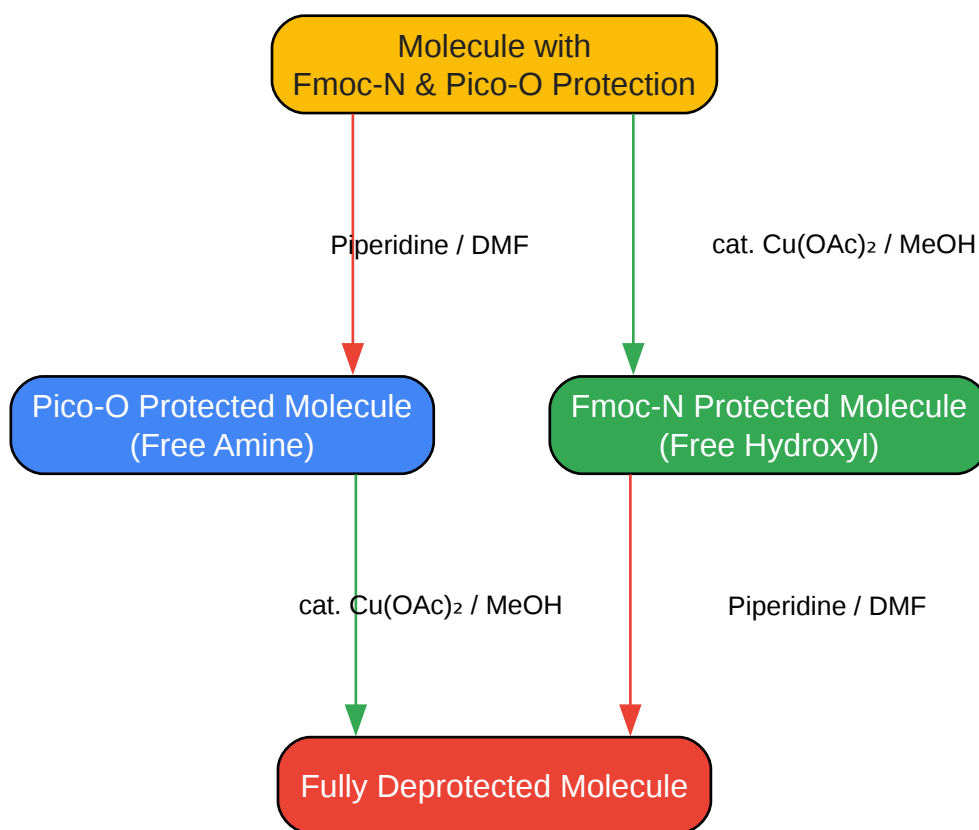 Molecule with
Fmoc-N & Pico-O Protection
Piperidine / DMF
cat. Cu(OAc)₂ / MeOH
Pico-O Protected Molecule
(Free Amine)
Fmoc-N Protected Molecule
(Free Hydroxyl)
cat. Cu(OAc)₂ / MeOH
Piperidine / DMF
Fully Deprotected Molecule